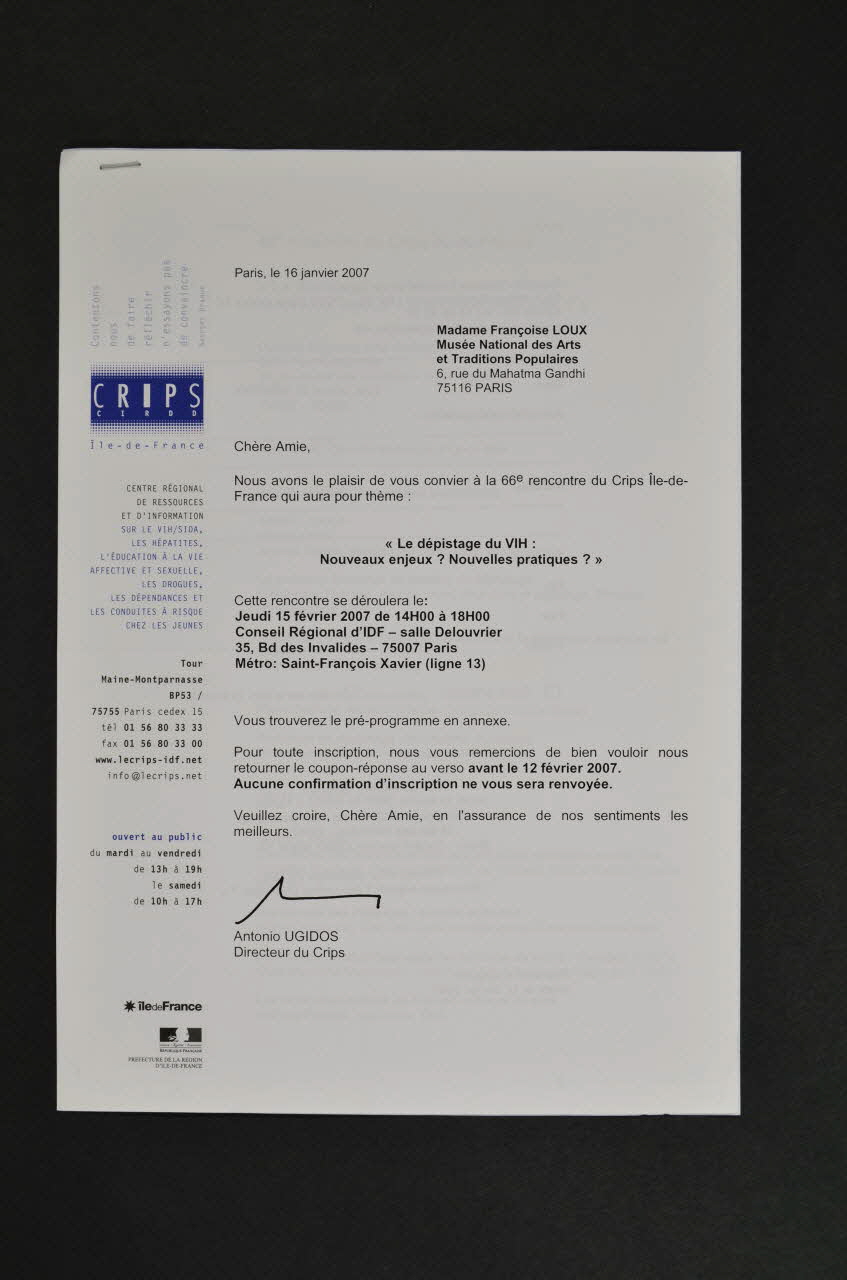 Contentons
nous
de faire
réfléchir
n'essayons pas
de convaincre
Georges Braque
CRIPS
CIRDD
Île-de-France
CENTRE RÉGIONAL
DE RESSOURCES
ET D'INFORMATION
SUR LE VIH/SIDA,
LES HÉPATITES,
L'ÉDUCATION À LA VIE
AFFECTIVE ET SEXUELLE,
LES DROGUES,
LES DÉPENDANCES ET
LES CONDUITES À RISQUE
CHEZ LES JEUNES
Tour
Maine-Montparnasse
BP53 /
75755 Paris cedex 15
tél 01 56 80 33 33
fax 01 56 80 33 00
www.lecrips-idf.net
info@lecrips.net
ouvert au public
du mardi au vendredi
de 13h à 19h
le samedi
de 10h à 17h
îledeFrance
RÉPUBLIQUE FRANÇAISE
PREFECTURE DE LA REGION
D'ILE-DE-FRANCE
Paris, le 16 janvier 2007
Madame Françoise LOUX
Musée National des Arts
et Traditions Populaires
6, rue du Mahatma Gandhi
75116 PARIS
Chère Amie,
Nous avons le plaisir de vous convier à la 66e rencontre du Crips Île-de-
France qui aura pour thème :
« Le dépistage du VIH :
Nouveaux enjeux ? Nouvelles pratiques ? »
Cette rencontre se déroulera le:
Jeudi 15 février 2007 de 14H00 à 18H00
Conseil Régional d'IDF – salle Delouvrier
35, Bd des Invalides – 75007 Paris
Métro: Saint-François Xavier (ligne 13)
Vous trouverez le pré-programme en annexe.
Pour toute inscription, nous vous remercions de bien vouloir nous
retourner le coupon-réponse au verso avant le 12 février 2007.
Aucune confirmation d'inscription ne vous sera renvoyée.
Veuillez croire, Chère Amie, en l'assurance de nos sentiments les
meilleurs.
Antonio UGIDOS
Directeur du Crips